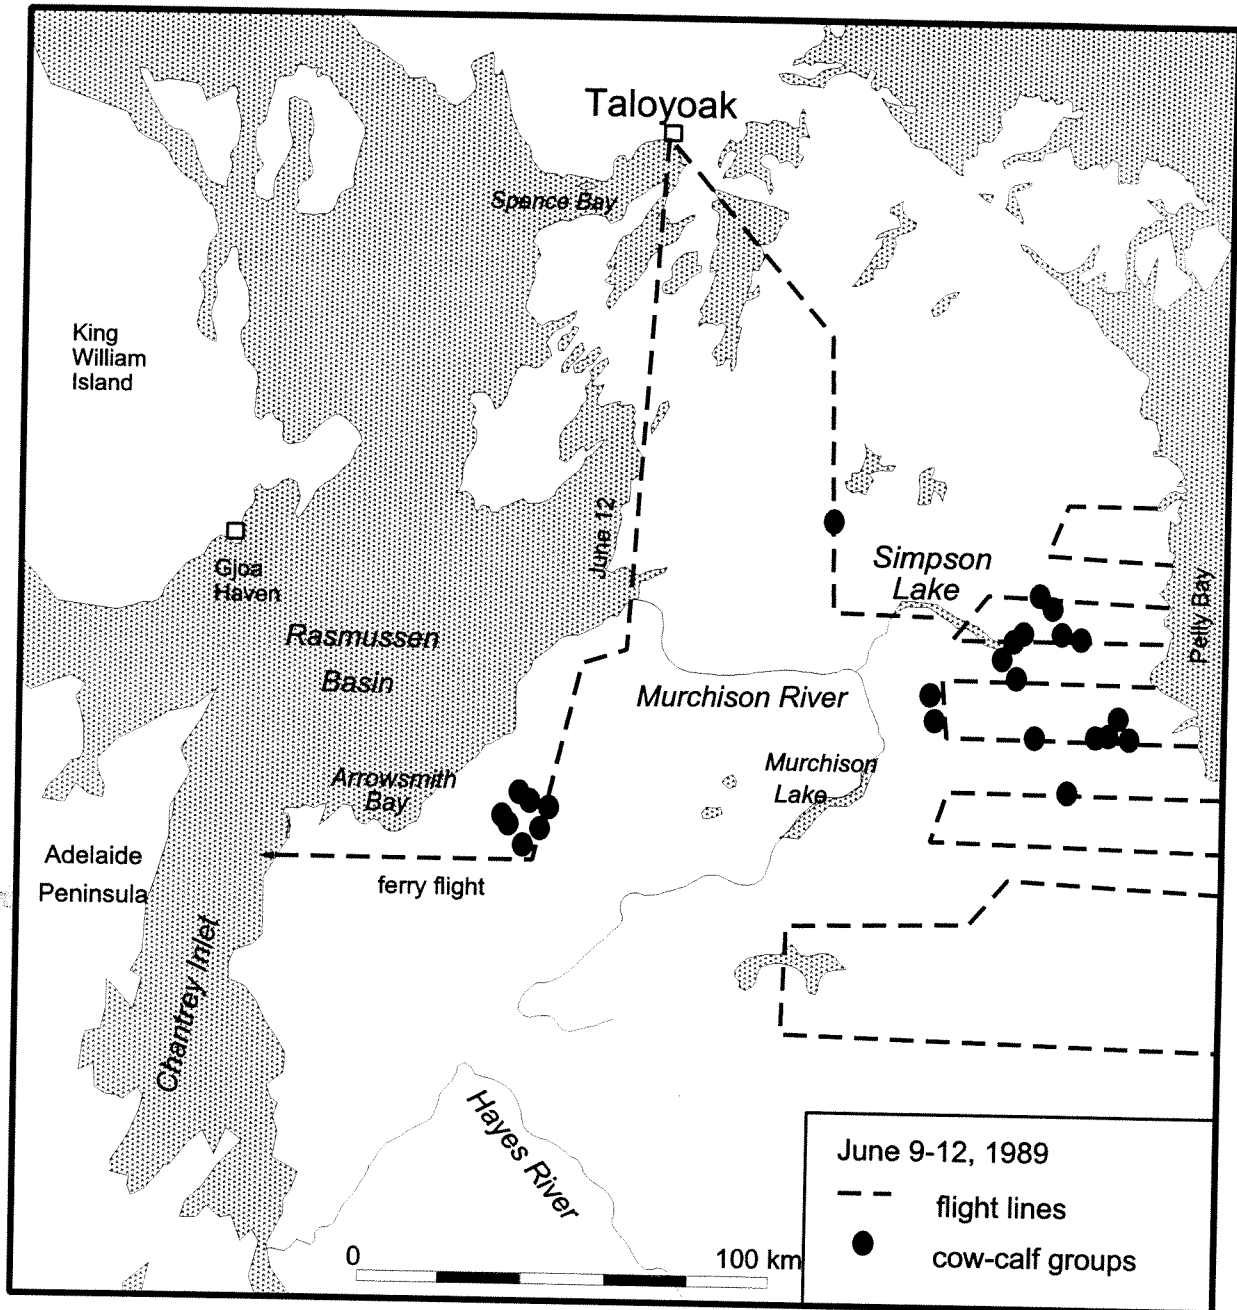 Taloyoak
Spence Bay
King
William
Island
June 12
Gjoa
Haven
Simpson
Lake
Pelly Bay
Rasmussen
Basin
Murchison River
Murchison
Lake
Arrowsmith
Bay
Adelaide
Peninsula
ferry flight
Chantrey Inlet
Hayes River
June 9-12, 1989
flight lines
cow-calf groups
0
100 km